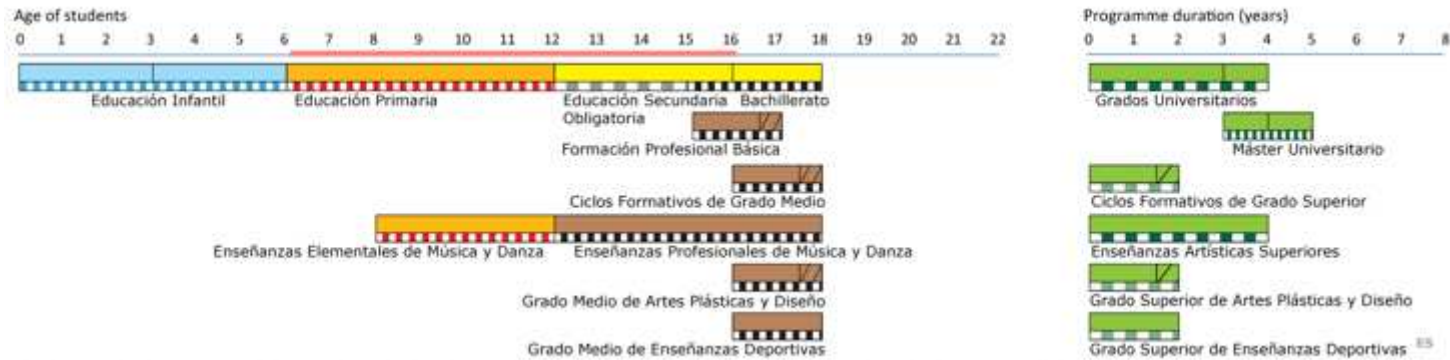 Age of students
Programme duration (years)
0 1 2 3 4 5 6 7 8 9 10 11 12 13 14 15 16 17 18 19 20 21 22
0 1 2 3 4 5 6 7 8
Educación Infantil
Educación Primaria
Educación Secundaria
Obligatoria
Bachillerato
Grados Universitarios
Formación Profesional Básica
Máster Universitario
Ciclos Formativos de Grado Medio
Ciclos Formativos de Grado Superior
Enseñanzas Elementales de Música y Danza
Enseñanzas Profesionales de Música y Danza
Enseñanzas Artísticas Superiores
Grado Medio de Artes Plásticas y Diseño
Grado Superior de Artes Plásticas y Diseño
Grado Medio de Enseñanzas Deportivas
Grado Superior de Enseñanzas Deportivas
ES